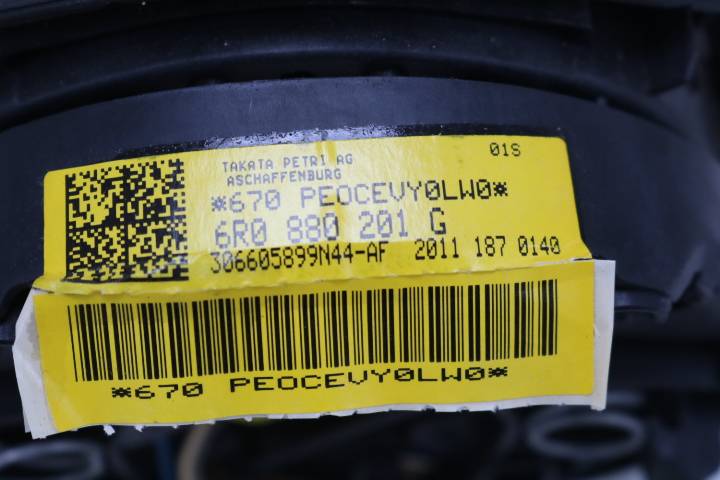 TAKATA PETRI AG
01S
ASCHAFFENBURG
*670 PEOCEVY0LW0*
6R0 880 201 G
306605899N44-AF 2011 187 0140
*670 PEOCEVY0LW0*